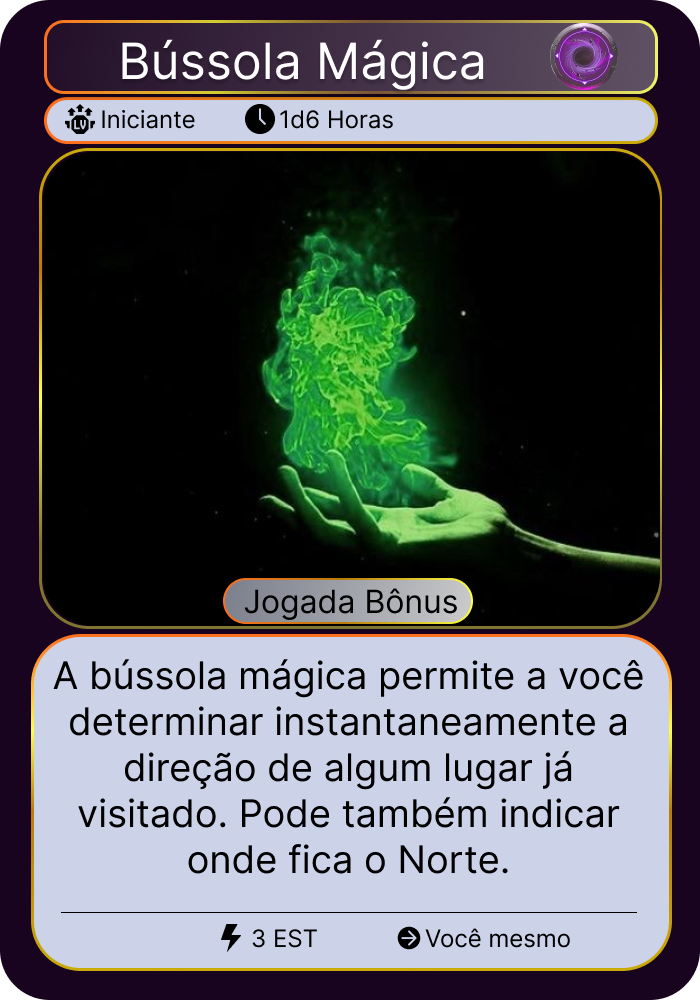 Bússola Mágica
LV Iniciante 1d6 Horas
Jogada Bônus
A bússola mágica permite a você
determinar instantaneamente a
direção de algum lugar já
visitado. Pode também indicar
onde fica o Norte.
3 EST Você mesmo